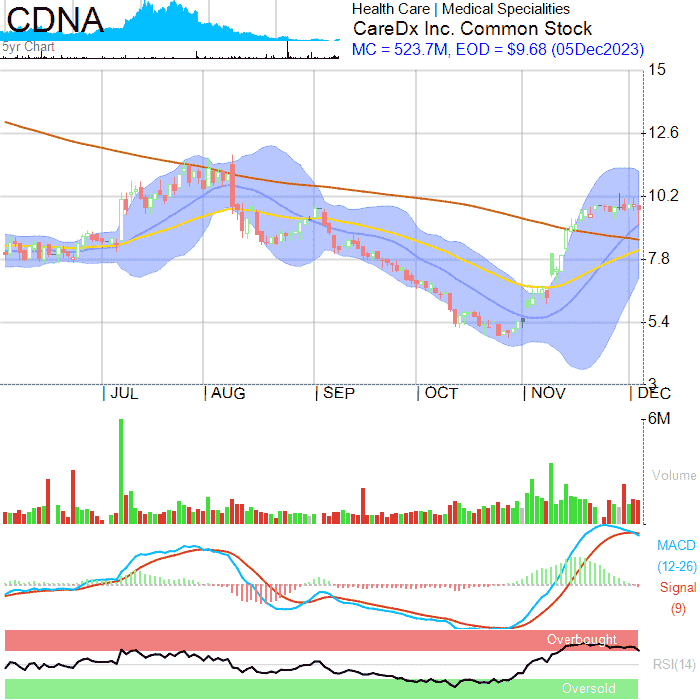 CDNA
5yr Chart
Health Care | Medical Specialities
CareDx Inc. Common Stock
MC = 523.7M, EOD = $9.68 (05Dec2023)
15
12.6
10.2
7.8
5.4
3
JUL AUG SEP OCT NOV DEC
6M
Volume
MACD
(12-26)
Signal
(9)
Overbought
RSI(14)
Oversold